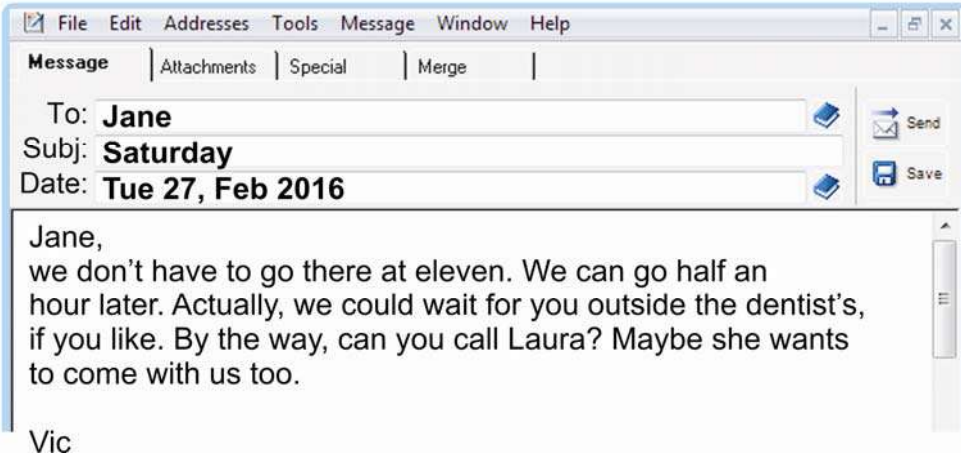 File Edit Addresses Tools Message Window Help
Message Attachments Special Merge
To: Jane
Send
Subj: Saturday
Save
Date: Tue 27, Feb 2016
Jane,
we don’t have to go there at eleven. We can go half an
hour later. Actually, we could wait for you outside the dentist’s,
if you like. By the way, can you call Laura? Maybe she wants
to come with us too.
Vic